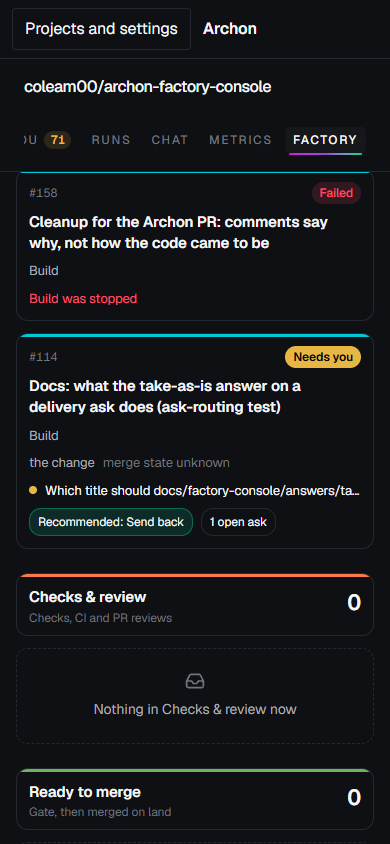 Projects and settings
Archon
coleam00/archon-factory-console
OU 71
RUNS
CHAT
METRICS
FACTORY
#158
Failed
Cleanup for the Archon PR: comments say
why, not how the code came to be
Build
Build was stopped
#114
Needs you
Docs: what the take-as-is answer on a
delivery ask does (ask-routing test)
Build
the change merge state unknown
Which title should docs/factory-console/answers/ta...
Recommended: Send back
1 open ask
Checks & review
0
Checks, CI and PR reviews
Nothing in Checks & review now
Ready to merge
0
Gate, then merged on land